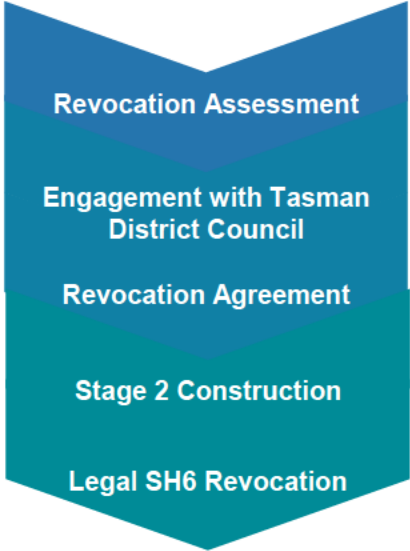 Revocation Assessment
Engagement with Tasman
District Council
Revocation Agreement
Stage 2 Construction
Legal SH6 Revocation